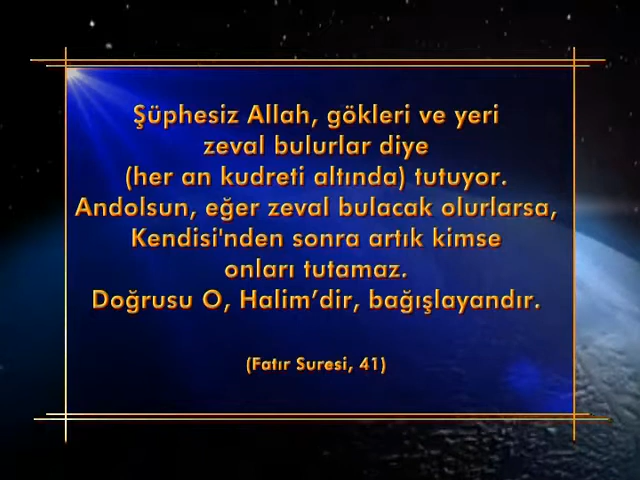 Şüphesiz Allah, gökleri ve yeri
zeval bulurlar diye
(her an kudreti altında) tutuyor.
Andolsun, eğer zeval bulacak olurlarsa,
Kendisi'nden sonra artık kimse
onları tutamaz.
Doğrusu O, Halim’dir, bağışlayandır.
(Fatır Suresi, 41)